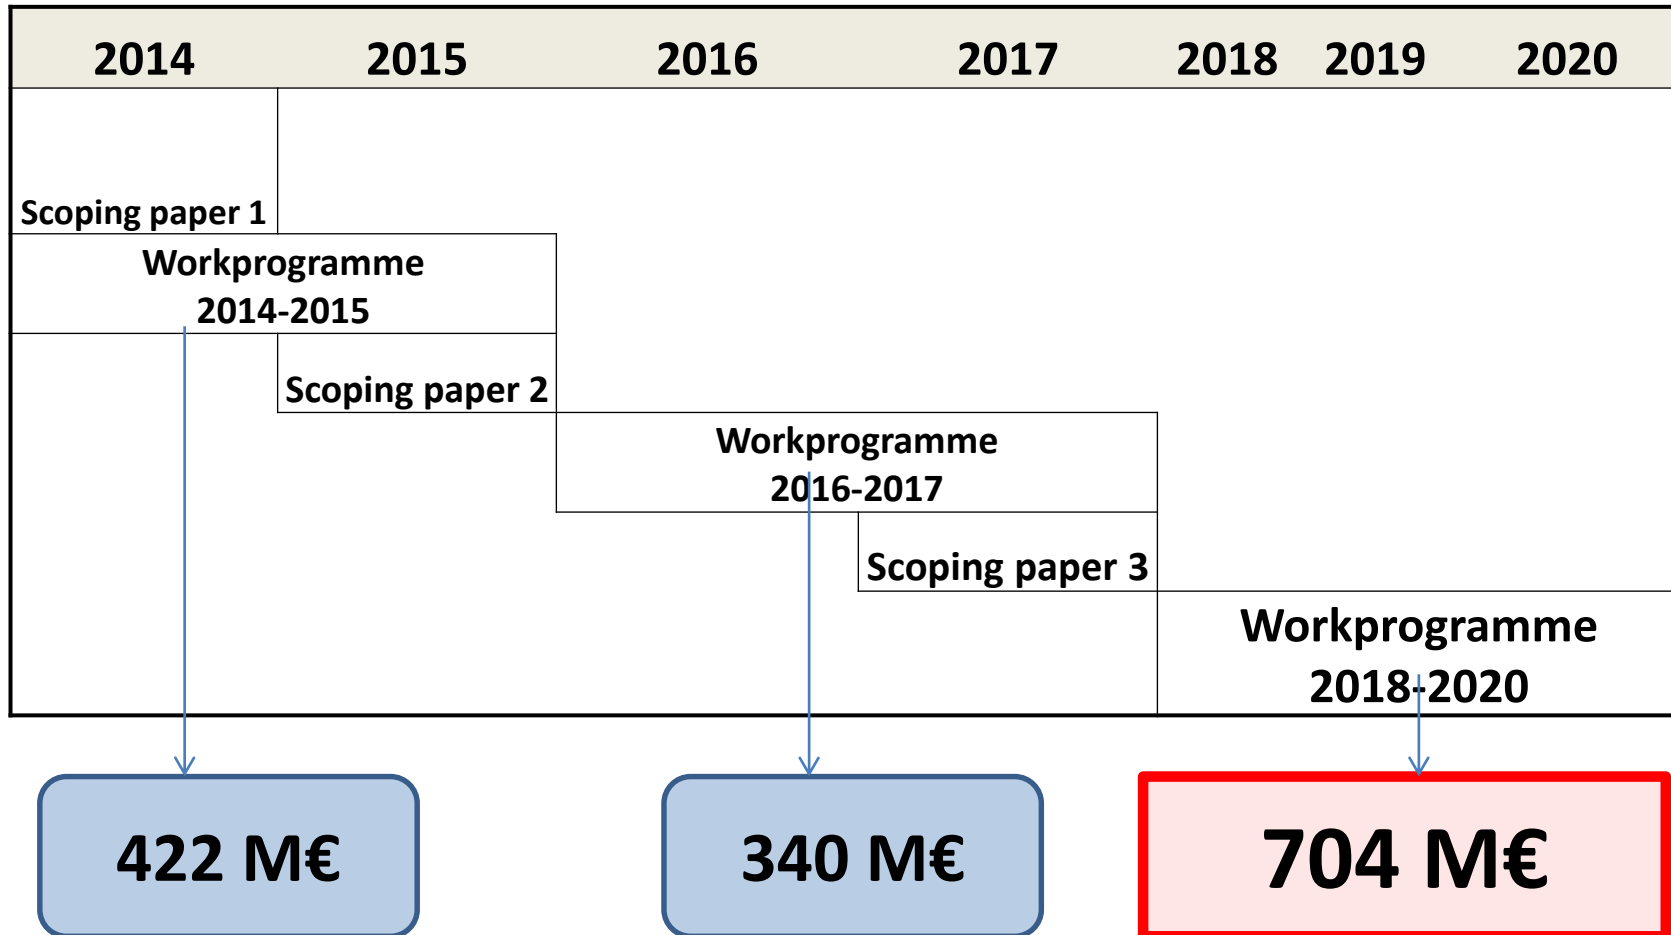 2014 2015 2016 2017 2018 2019 2020
Scoping paper 1
Workprogramme
2014-2015
Scoping paper 2
Workprogramme
2016-2017
Scoping paper 3
Workprogramme
2018-2020
422 M€ 340 M€ 704 M€